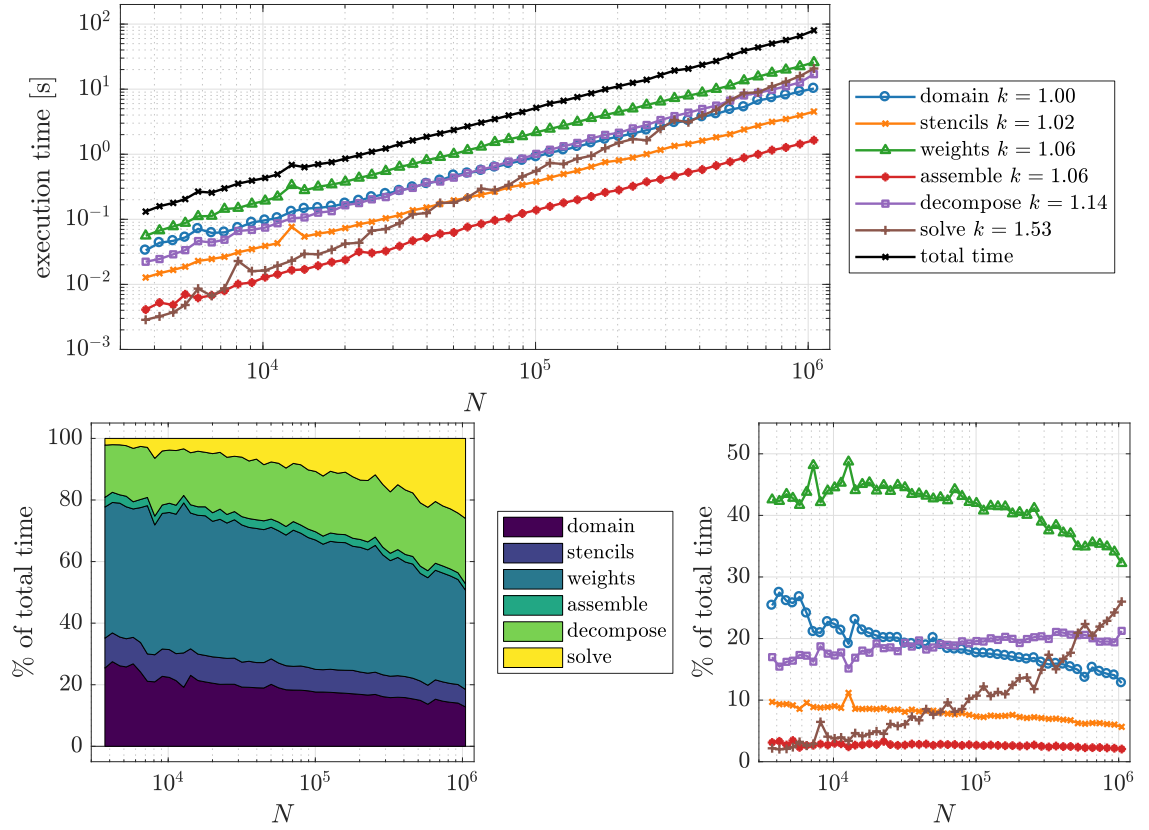 10^2
10^1
10^0
10^-1
10^-2
10^-3
execution time [s]
10^4
10^5
10^6
N
domain k = 1.00
stencils k = 1.02
weights k = 1.06
assemble k = 1.06
decompose k = 1.14
solve k = 1.53
total time
100
80
60
40
20
0
% of total time
10^4
10^5
10^6
N
domain
stencils
weights
assemble
decompose
solve
50
40
30
20
10
0
% of total time
10^4
10^5
10^6
N